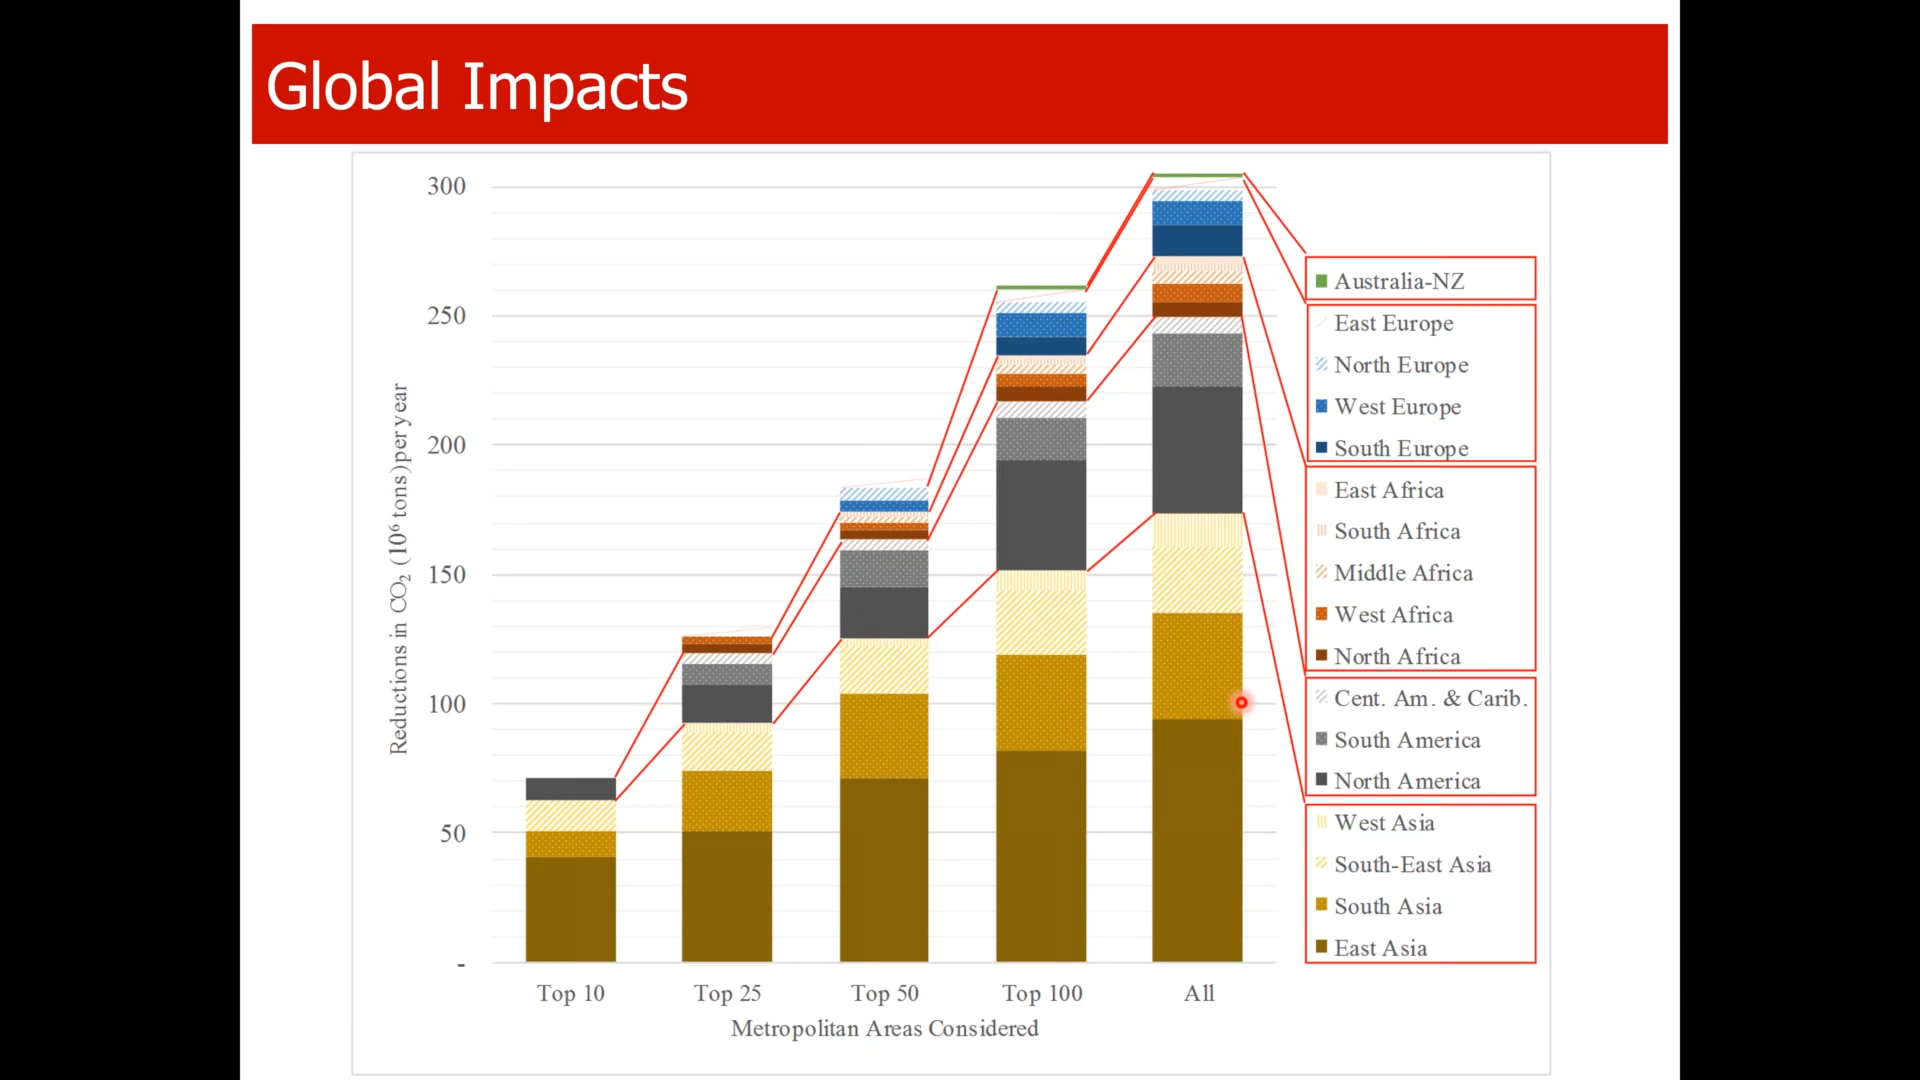 Global Impacts
300
250
200
150
100
50
-
Reductions in CO₂ (10⁶ tons) per year
Top 10
Top 25
Top 50
Top 100
All
Metropolitan Areas Considered
Australia-NZ
East Europe
North Europe
West Europe
South Europe
East Africa
South Africa
Middle Africa
West Africa
North Africa
Cent. Am. & Carib.
South America
North America
West Asia
South-East Asia
South Asia
East Asia